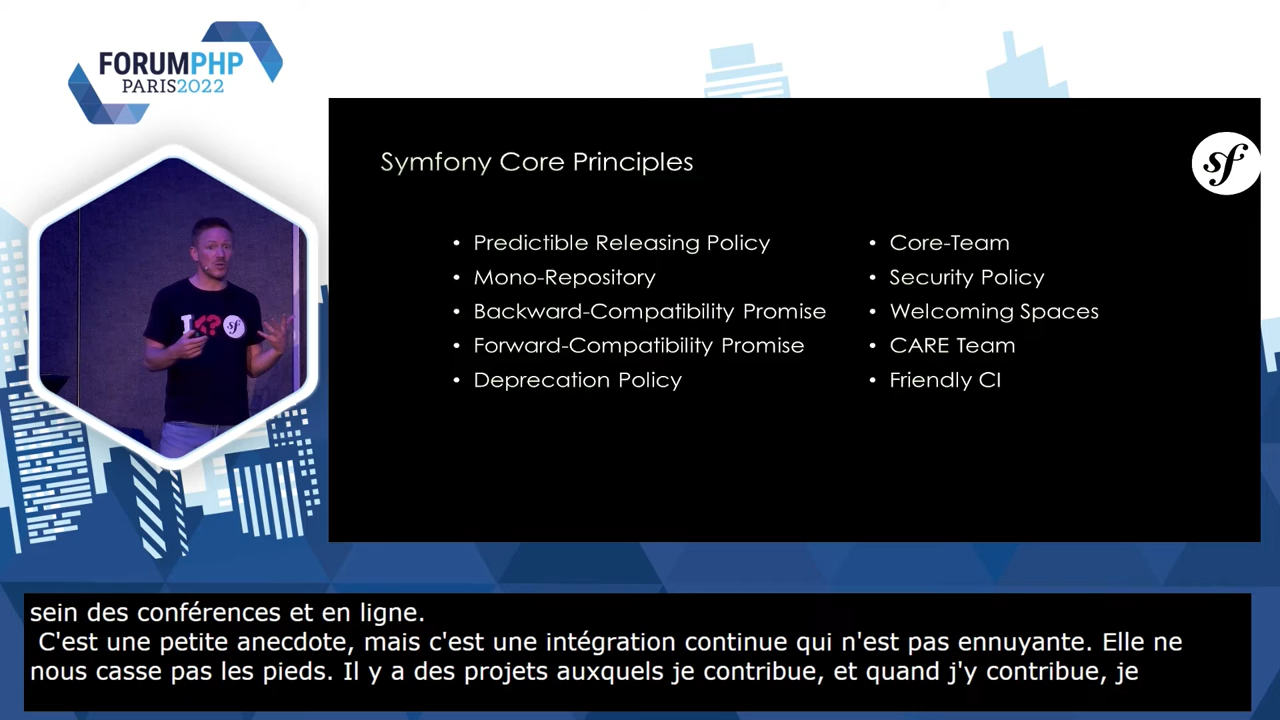 FORUMPHP
PARIS2022
Symfony Core Principles
sf
• Predictible Releasing Policy
• Mono-Repository
• Backward-Compatibility Promise
• Forward-Compatibility Promise
• Deprecation Policy
• Core-Team
• Security Policy
• Welcoming Spaces
• CARE Team
• Friendly CI
I <? sf
sein des conférences et en ligne.
C'est une petite anecdote, mais c'est une intégration continue qui n'est pas ennuyante. Elle ne
nous casse pas les pieds. Il y a des projets auxquels je contribue, et quand j'y contribue, je